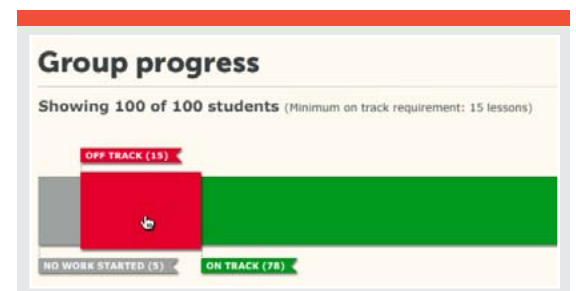 Group progress
Showing 100 of 100 students (Minimum on track requirement: 15 lessons)
OFF TRACK (15)
NO WORK STARTED (5)
ON TRACK (78)